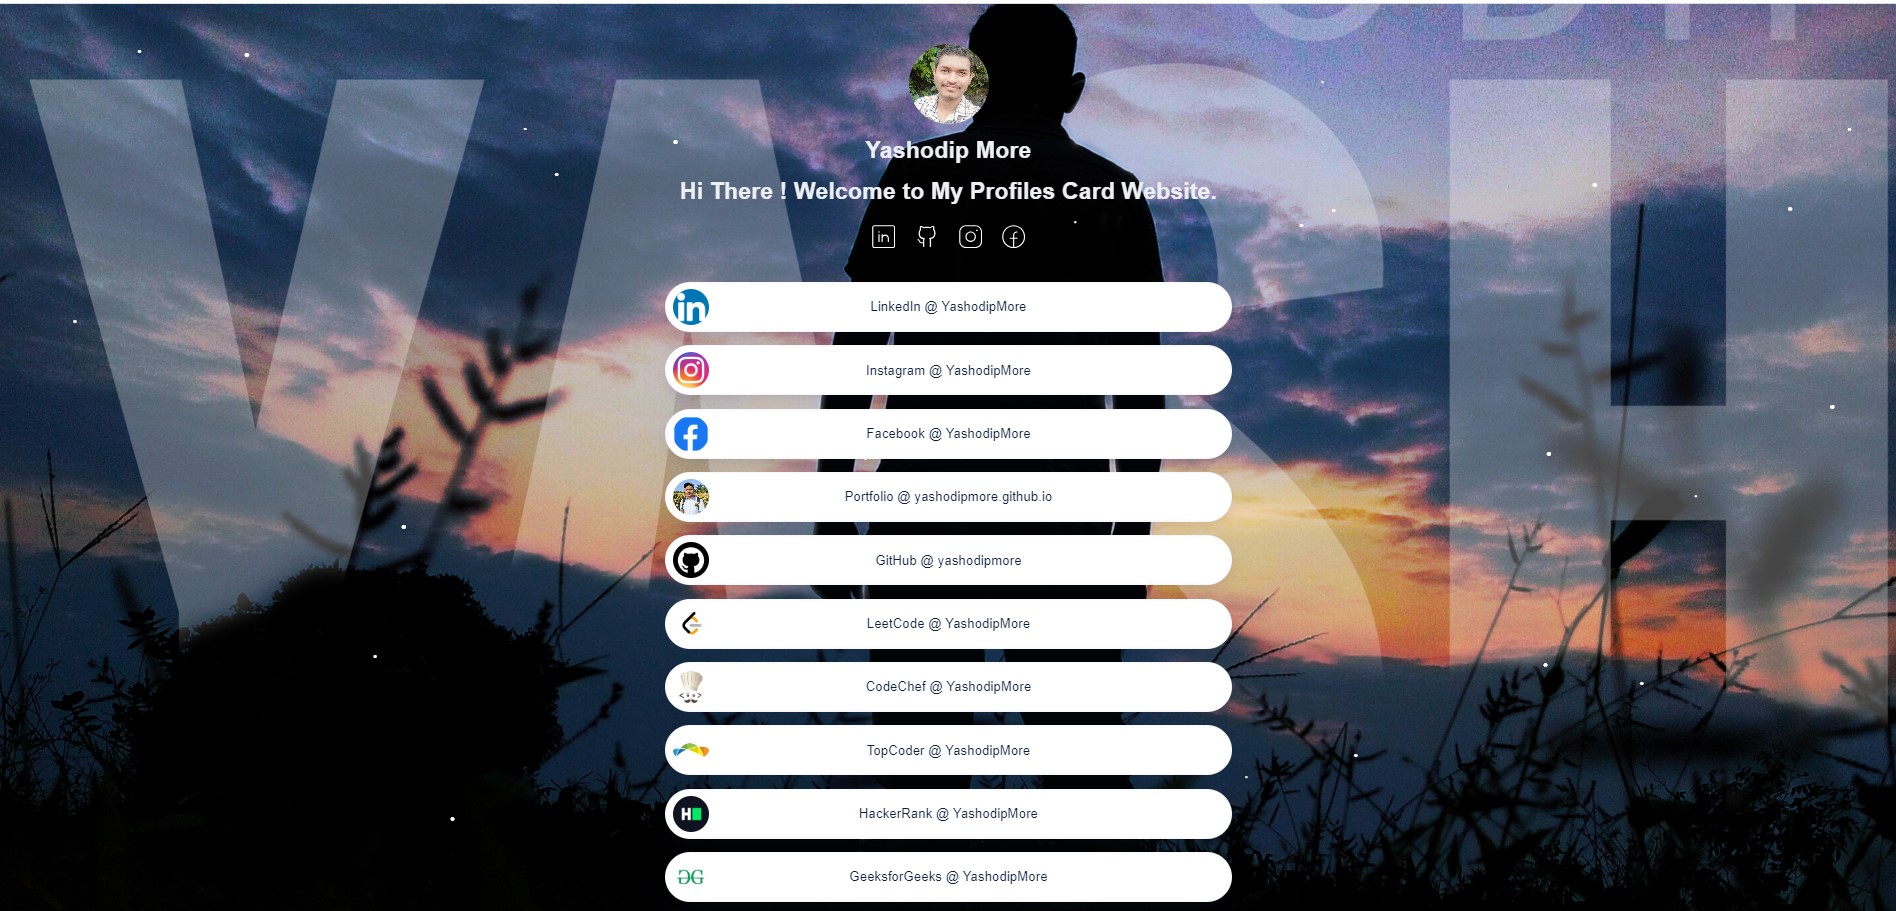 YASH
Yashodip More
Hi There ! Welcome to My Profiles Card Website.
LinkedIn @ YashodipMore
Instagram @ YashodipMore
Facebook @ YashodipMore
Portfolio @ yashodipmore.github.io
GitHub @ yashodipmore
LeetCode @ YashodipMore
CodeChef @ YashodipMore
TopCoder @ YashodipMore
HackerRank @ YashodipMore
GeeksforGeeks @ YashodipMore